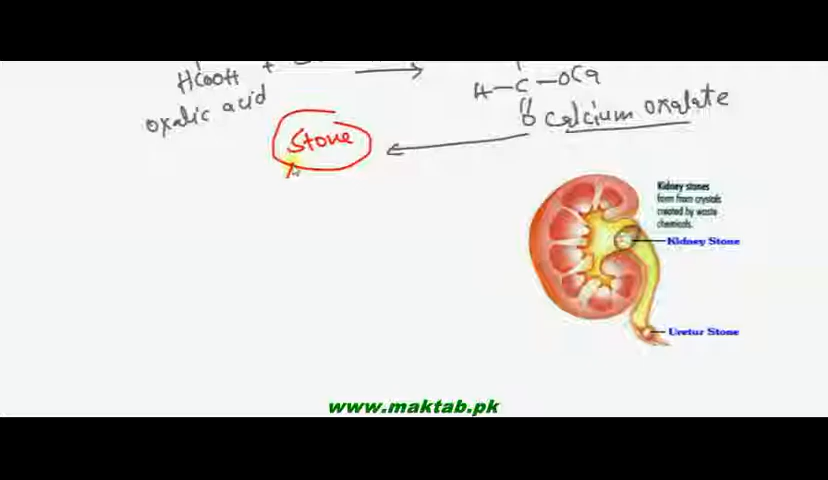 HCOOH +
H—C—OCa
oxalic acid
O calcium oxalate
Stone
Kidney stones
form from crystals
created by waste
chemicals.
Kidney Stone
Uretur Stone
www.maktab.pk